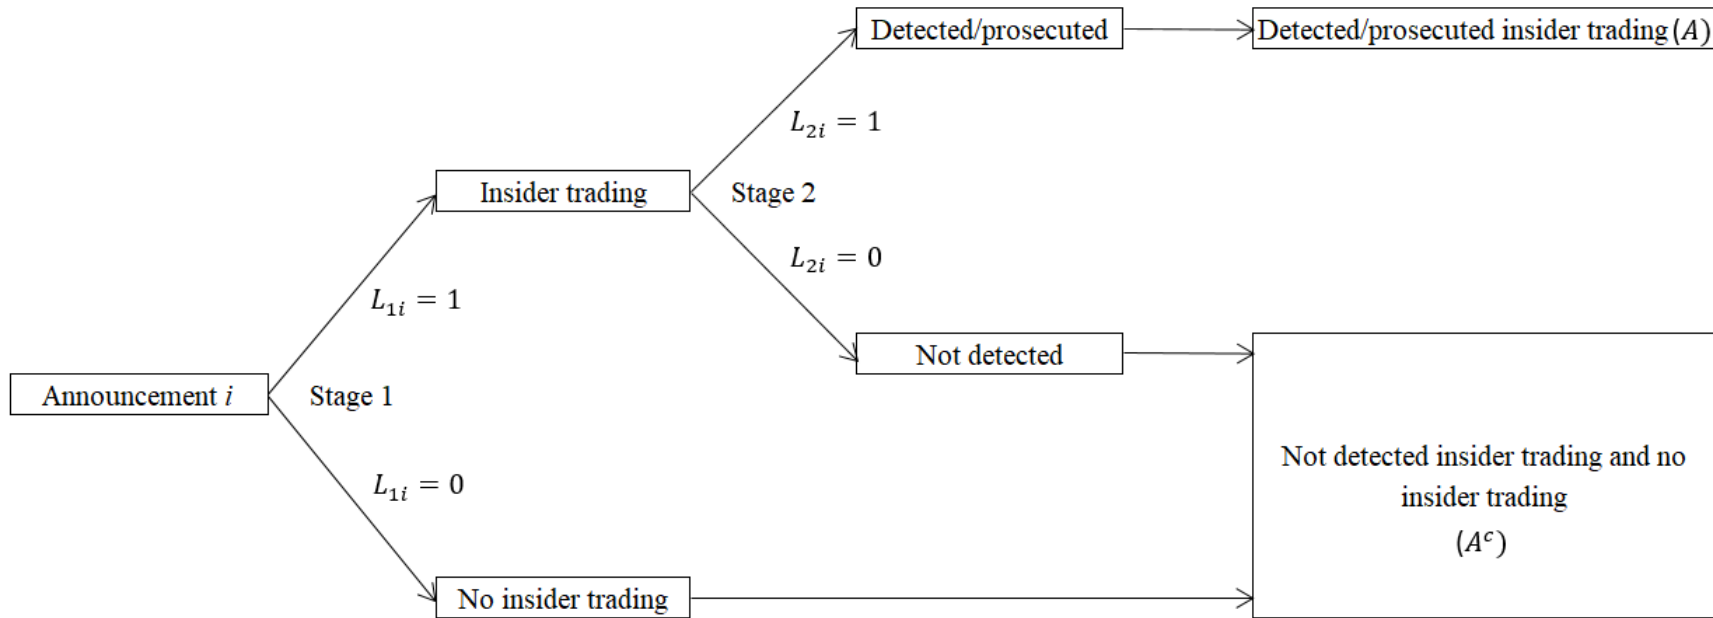 Detected/prosecuted
Detected/prosecuted insider trading (A)
L₂ᵢ = 1
Insider trading
Stage 2
L₂ᵢ = 0
L₁ᵢ = 1
Not detected
Announcement i
Stage 1
Not detected insider trading and no
insider trading
(Aᶜ)
L₁ᵢ = 0
No insider trading